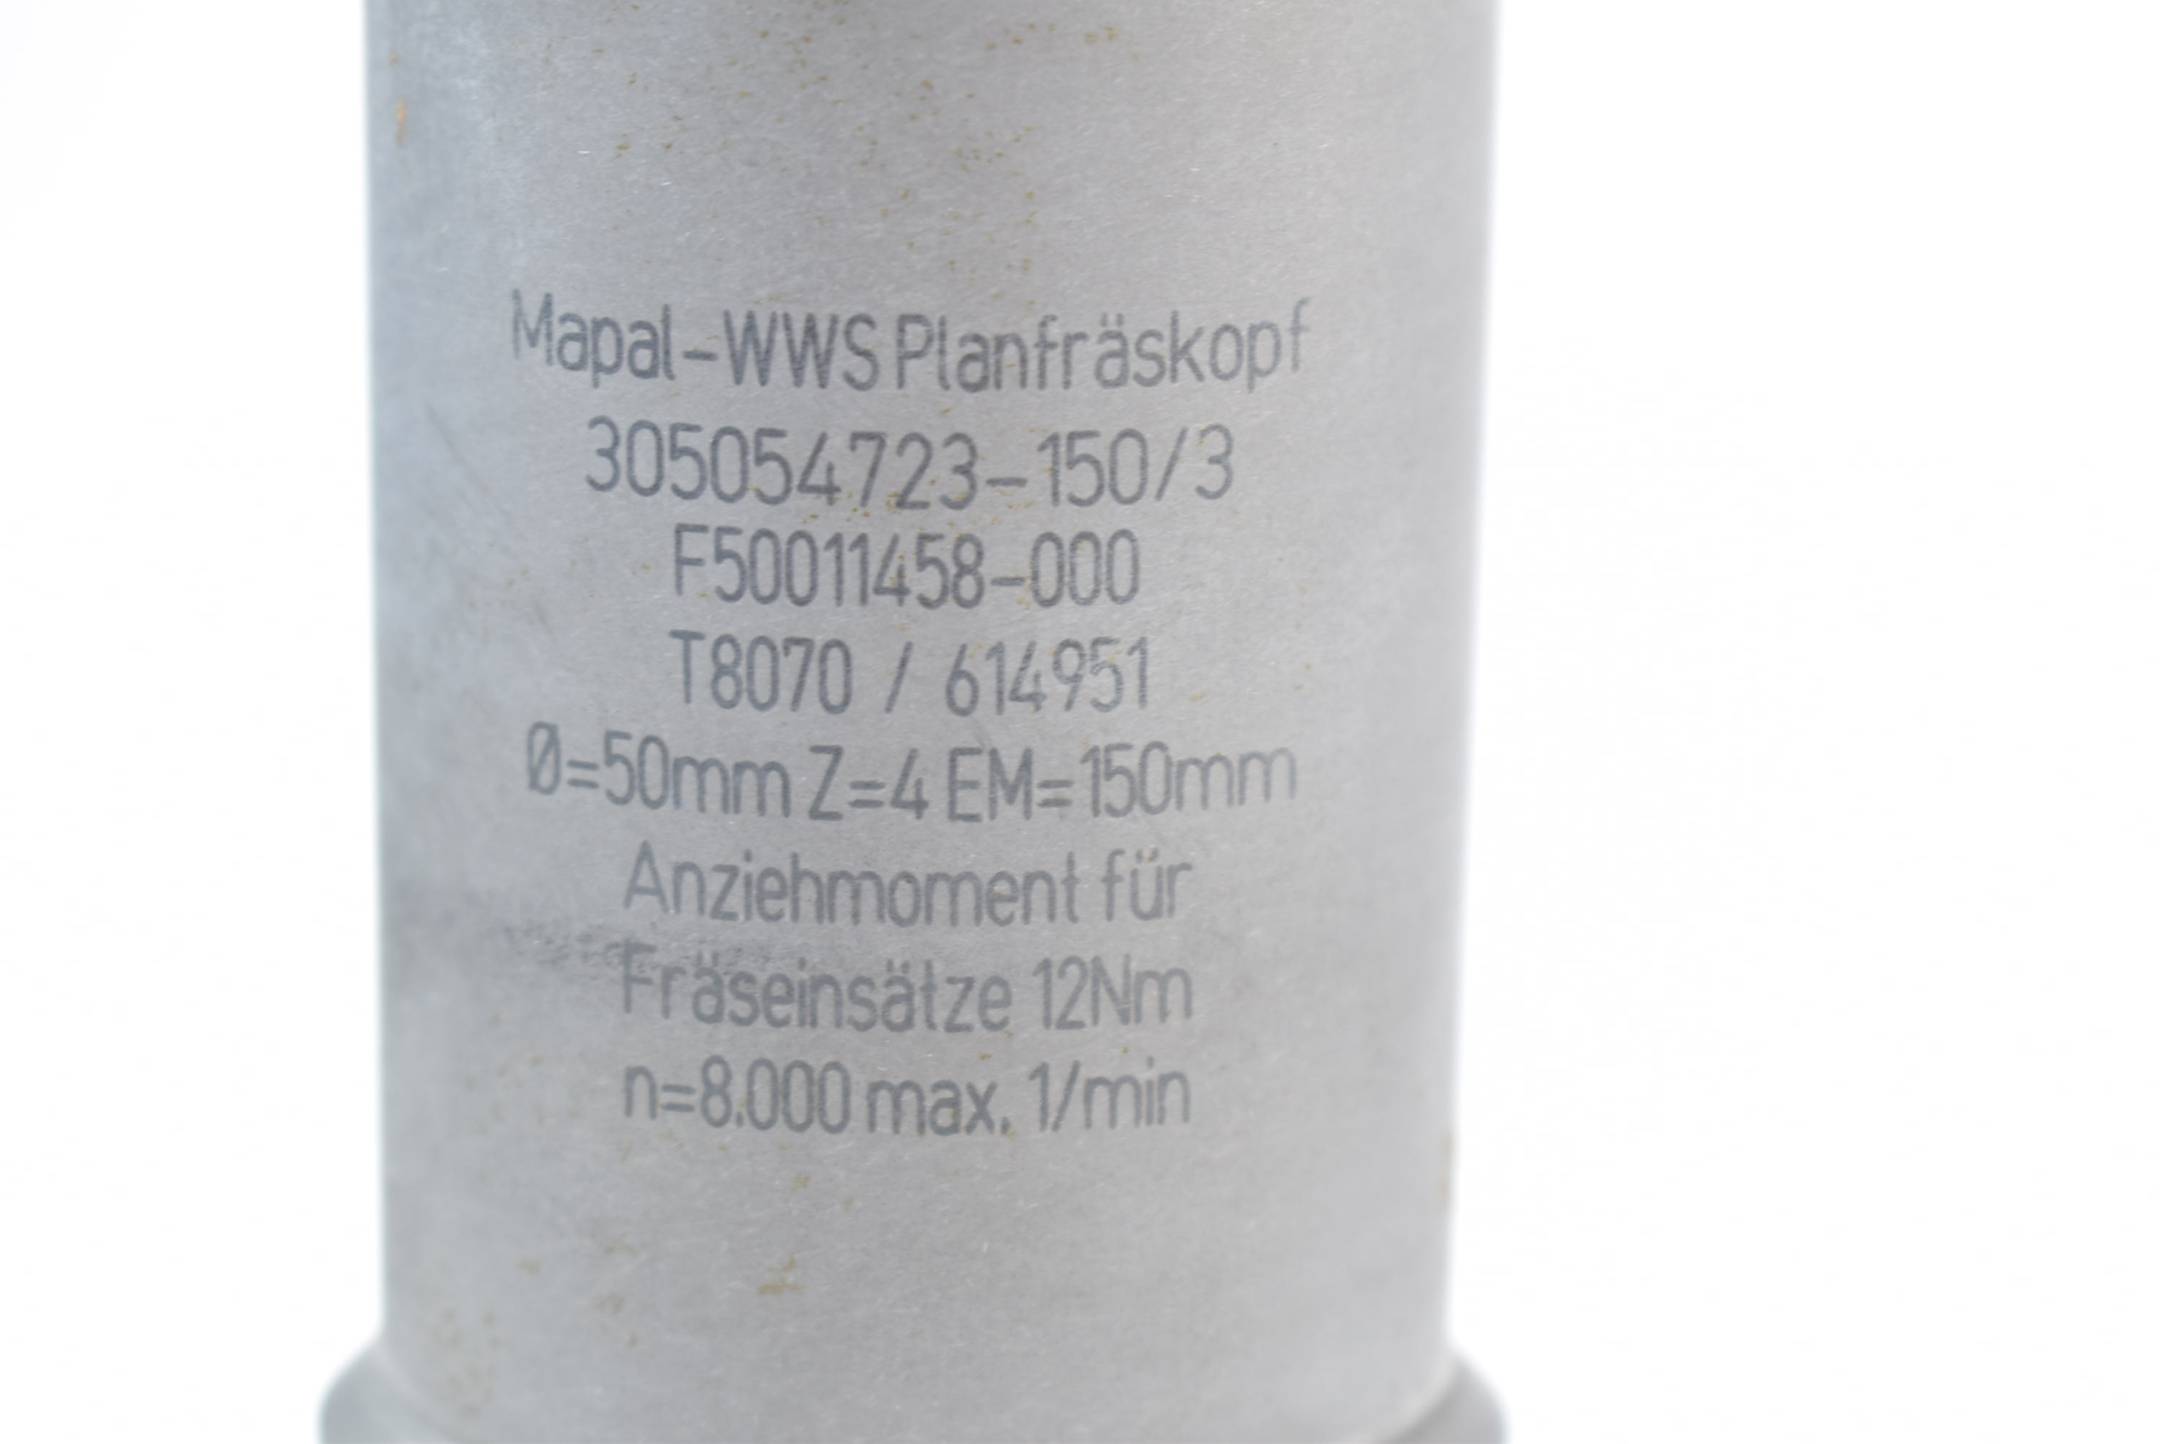 Mapal-WWS Planfräskopf
305054723-150/3
F50011458-000
T8070 / 614951
Ø=50mm Z=4 EM=150mm
Anziehmoment für
Fräseinsätze 12Nm
n=8.000 max. 1/min